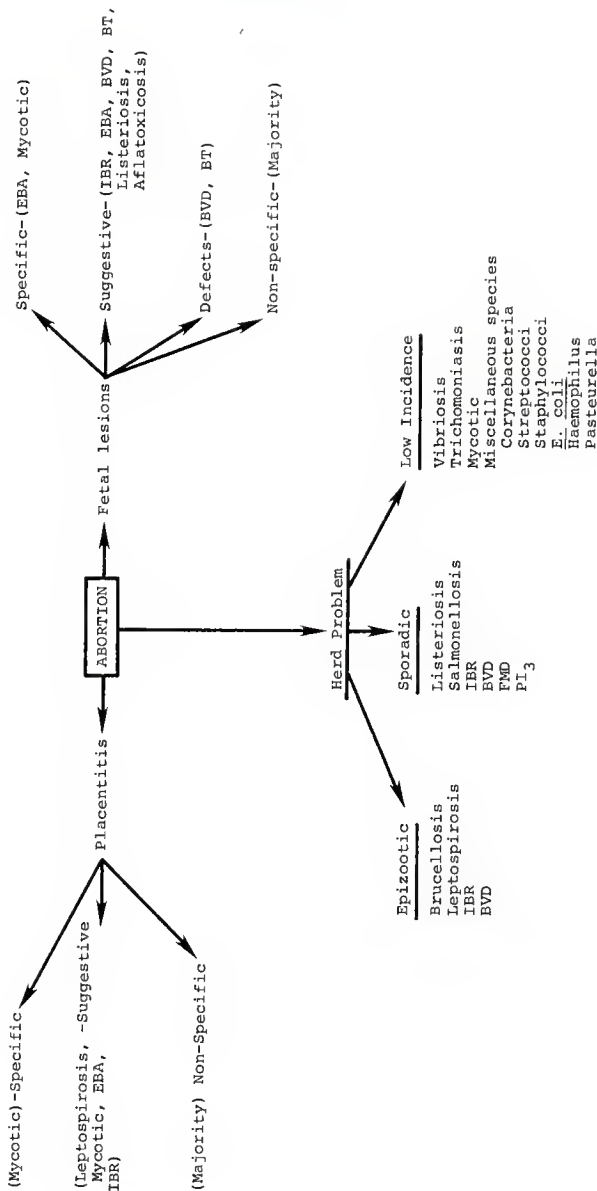 ABORTION
Placentitis
(Mycotic)-Specific
(Leptospirosis, -Suggestive
Mycotic, EBA,
IBR)
(Majority) Non-Specific
Fetal lesions
Specific-(EBA, Mycotic)
Suggestive-(IBR, EBA, BVD, BT,
Listeriosis,
Aflatoxicosis)
Defects-(BVD, BT)
Non-specific-(Majority)
Herd Problem
Epizootic
Brucellosis
Leptospirosis
IBR
BVD
Sporadic
Listeriosis
Salmonellosis
IBR
BVD
FMD
PI3
Low Incidence
Vibriosis
Trichomoniasis
Mycotic
Miscellaneous species
Corynebacteria
Streptococci
Staphylococci
E. coli
Haemophilus
Pasteurella